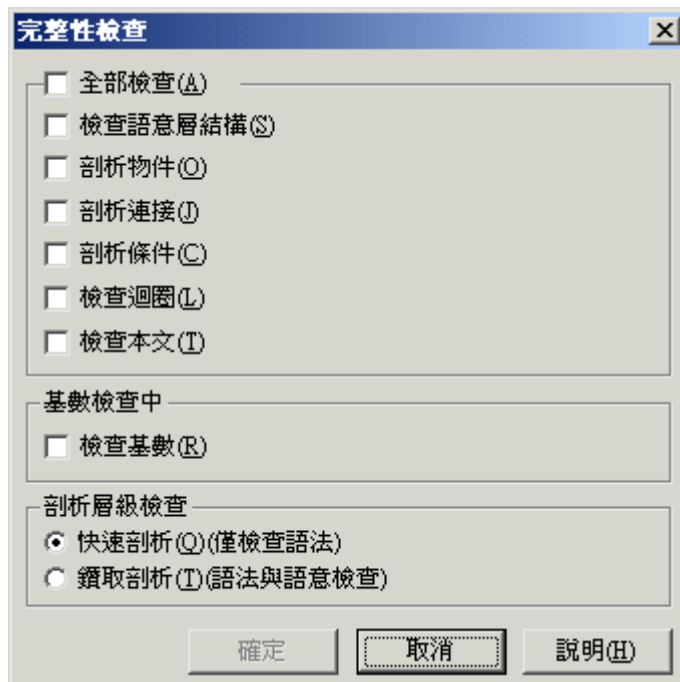 完整性檢查
全部檢查(A)
檢查語意層結構(S)
剖析物件(O)
剖析連接(J)
剖析條件(C)
檢查迴圈(L)
檢查本文(T)
基數檢查中
檢查基數(R)
剖析層級檢查
快速剖析(Q)(僅檢查語法)
鑽取剖析(T)(語法與語意檢查)
確定
取消
說明(H)